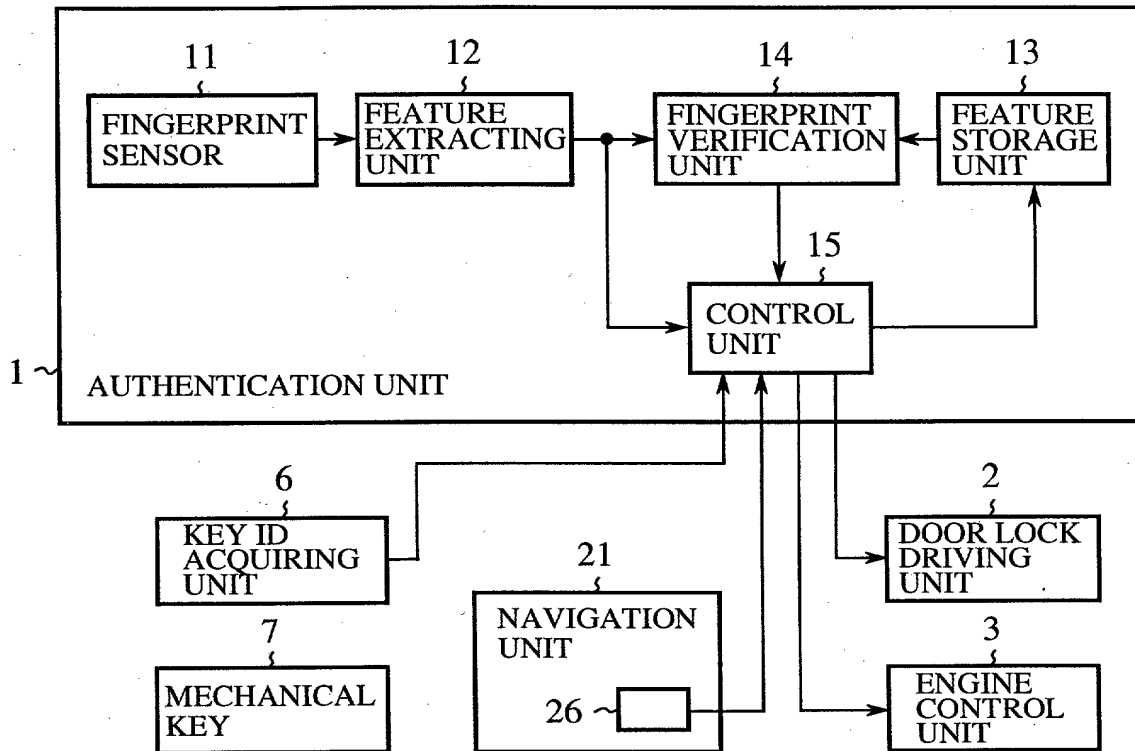 11
12
14
13
FINGERPRINT
SENSOR
FEATURE
EXTRACTING
UNIT
FINGERPRINT
VERIFICATION
UNIT
FEATURE
STORAGE
UNIT
15
CONTROL
UNIT
1
AUTHENTICATION UNIT
6
KEY ID
ACQUIRING
UNIT
21
NAVIGATION
UNIT
26
2
DOOR LOCK
DRIVING
UNIT
7
MECHANICAL
KEY
3
ENGINE
CONTROL
UNIT